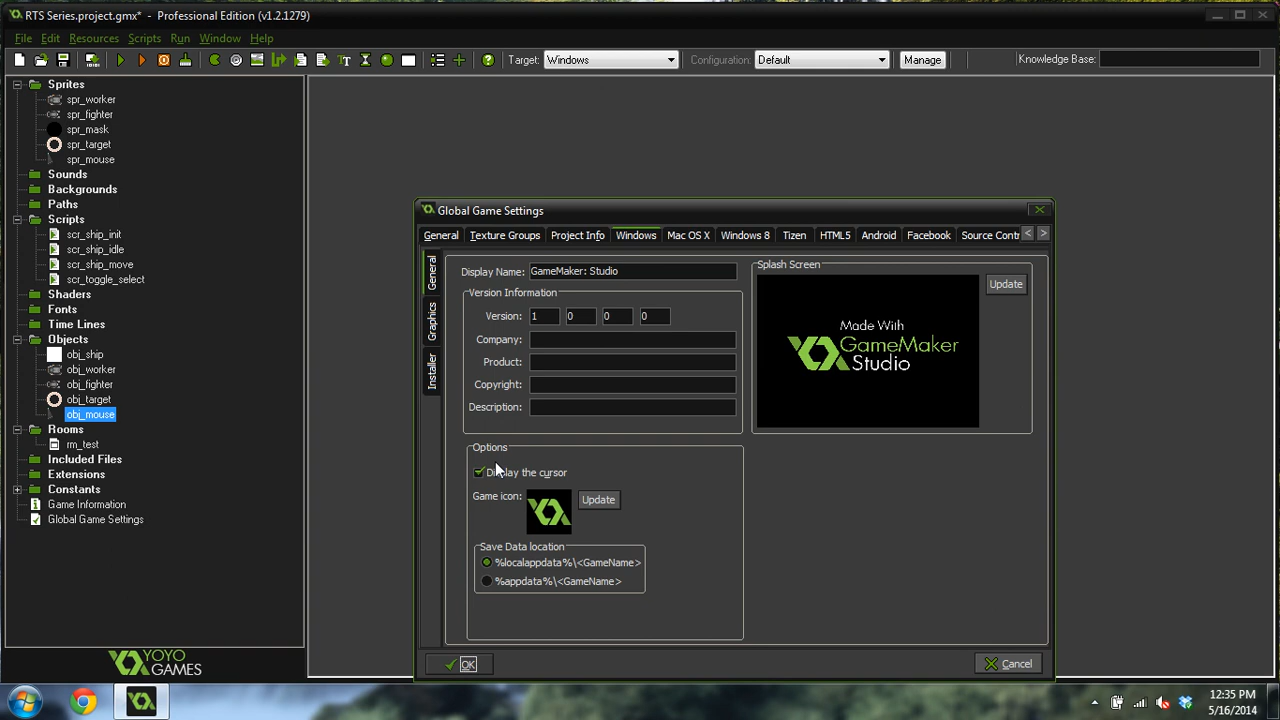 RTS Series.project.gmx* - Professional Edition (v1.2.1279)
File Edit Resources Scripts Run Window Help
Target: Windows Configuration: Default Manage Knowledge Base:
Sprites
spr_worker
spr_fighter
spr_mask
spr_target
spr_mouse
Sounds
Backgrounds
Paths
Scripts
scr_ship_init
scr_ship_idle
scr_ship_move
scr_toggle_select
Shaders
Fonts
Time Lines
Objects
obj_ship
obj_worker
obj_fighter
obj_target
obj_mouse
Rooms
rm_test
Included Files
Extensions
Constants
Game Information
Global Game Settings
YOYO
GAMES
Global Game Settings
General Texture Groups Project Info Windows Mac OS X Windows 8 Tizen HTML5 Android Facebook Source Contr
General
Graphics
Installer
Display Name: GameMaker: Studio
Version Information
Version: 1 0 0 0
Company:
Product:
Copyright:
Description:
Options
Display the cursor
Game icon: Update
Save Data location
%localappdata%\<GameName>
%appdata%\<GameName>
Splash Screen
Update
Made With
GameMaker
Studio
OK
Cancel
12:35 PM
5/16/2014